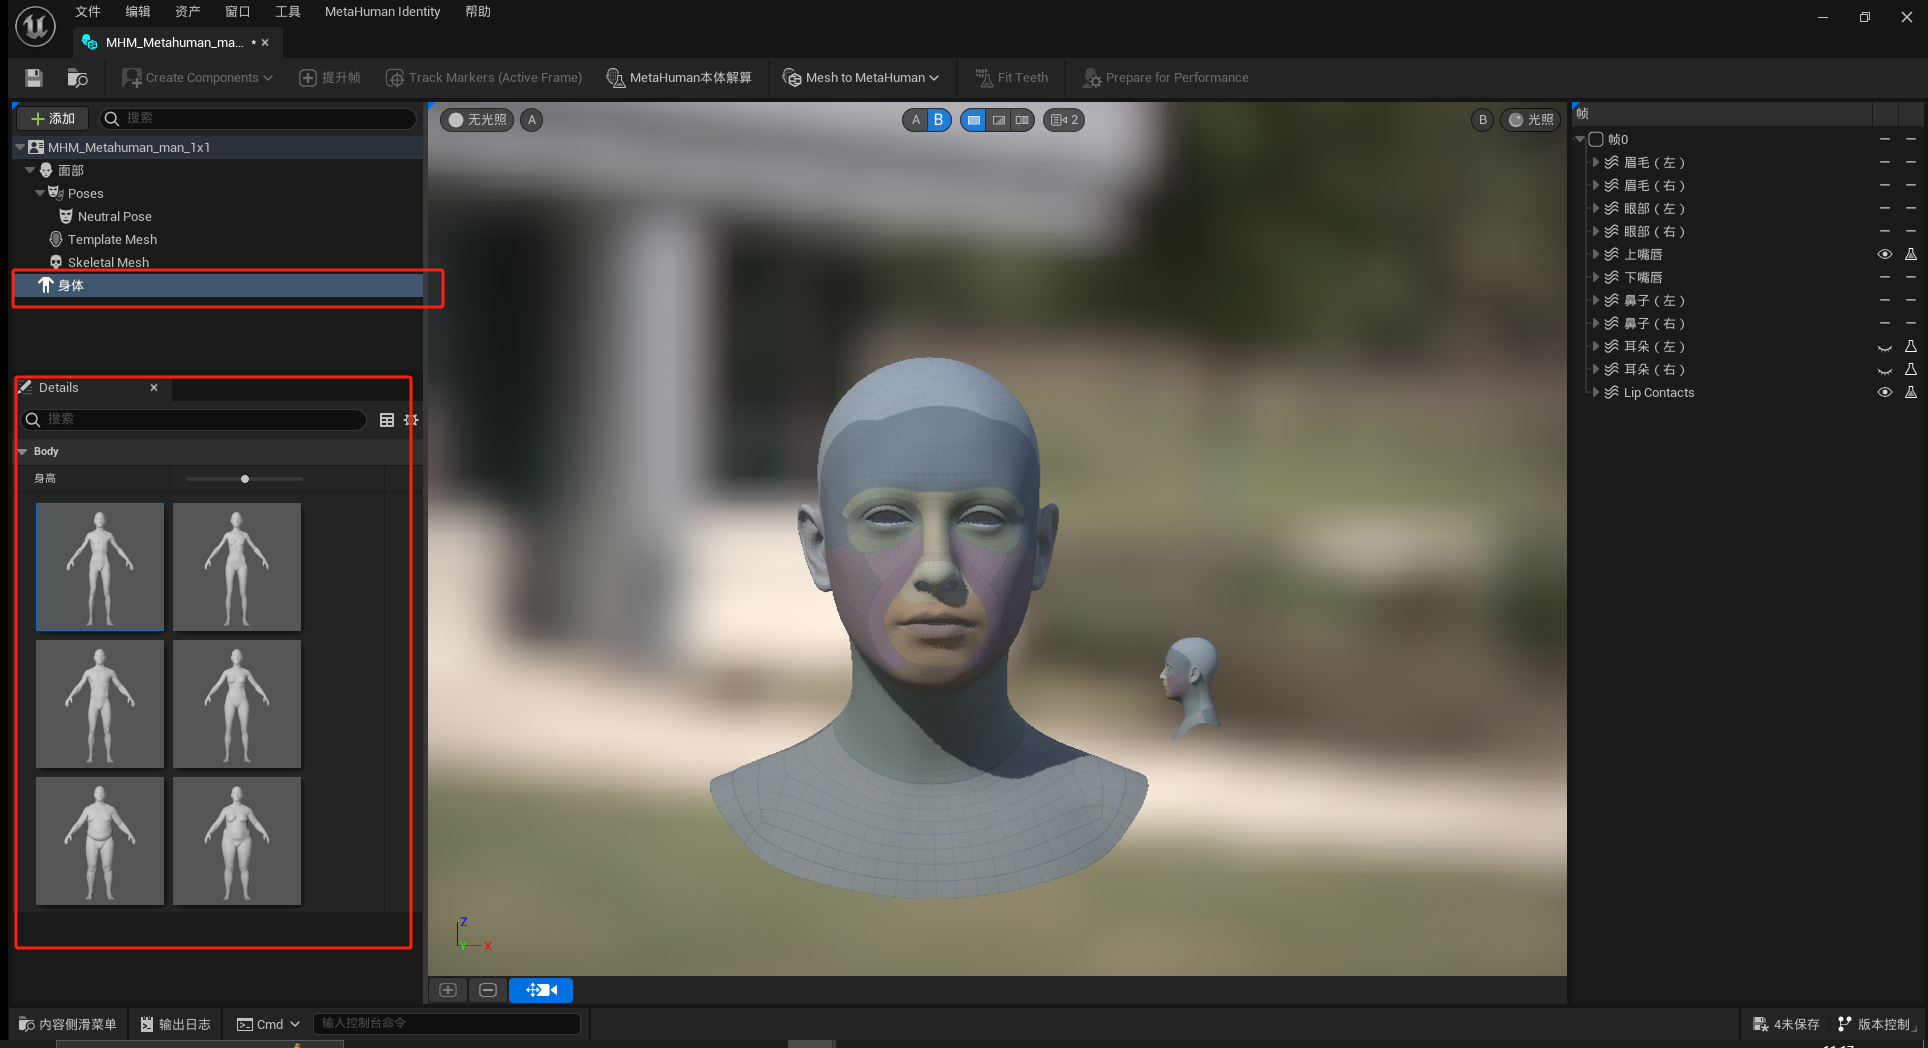 文件 编辑 资产 窗口 工具 MetaHuman Identity 帮助
MHM_Metahuman_ma... •
Create Components 提升帧 Track Markers (Active Frame) MetaHuman本体解算 Mesh to MetaHuman Fit Teeth Prepare for Performance
添加 搜索
MHM_Metahuman_man_1x1
面部
Poses
Neutral Pose
Template Mesh
Skeletal Mesh
身体
Details
搜索
Body
身高
无光照 A A B 2 B 光照
Z
Y X
帧
帧0
眉毛（左）
眉毛（右）
眼部（左）
眼部（右）
上嘴唇
下嘴唇
鼻子（左）
鼻子（右）
耳朵（左）
耳朵（右）
Lip Contacts
内容侧滑菜单 输出日志 Cmd 输入控制台命令 4未保存 版本控制